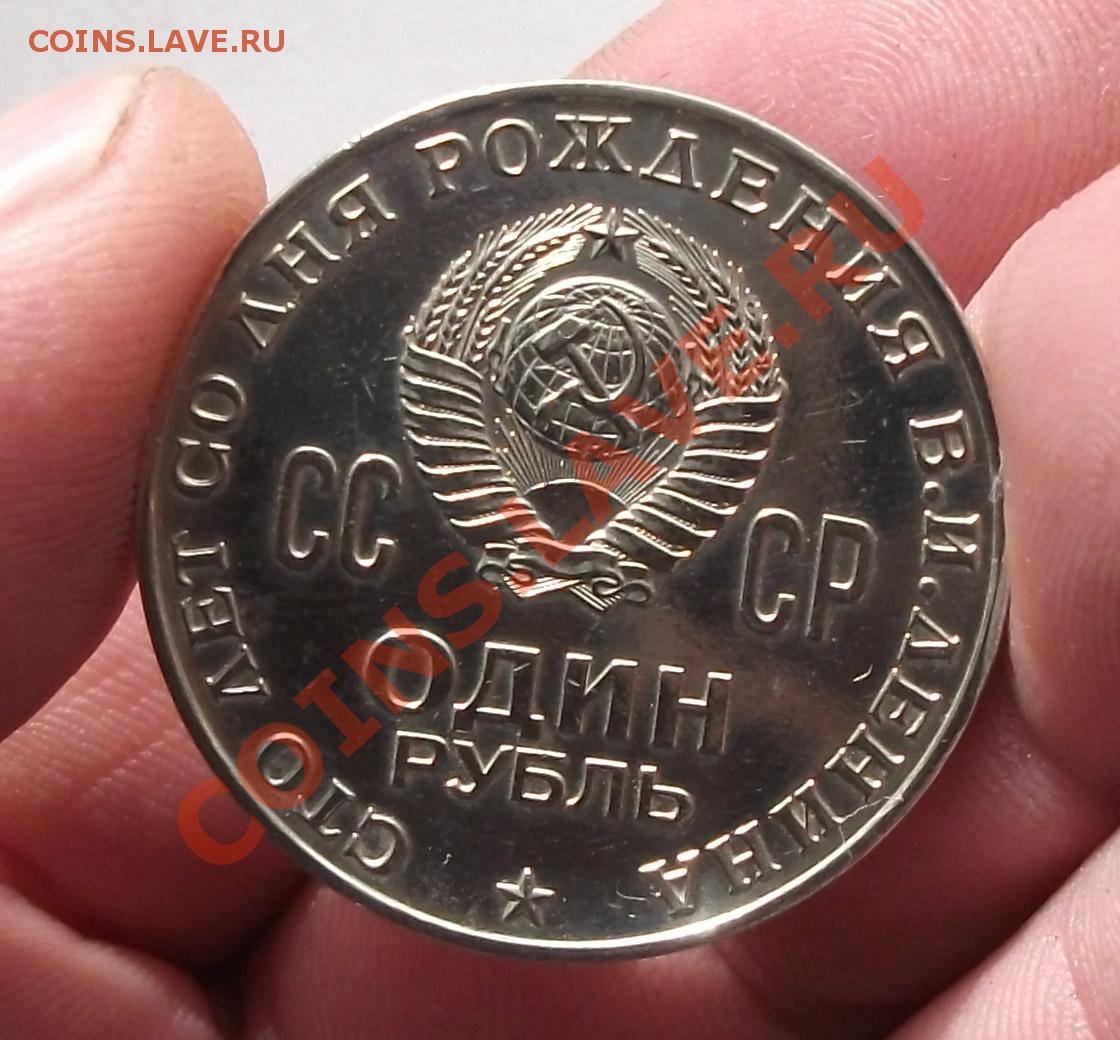 COINS.LAVE.RU
СТО ЛЕТ СО ДНЯ РОЖДЕНИЯ В.И.ЛЕНИНА
СС СР
ОДИН
РУБЛЬ
COINS.LAVE.RU